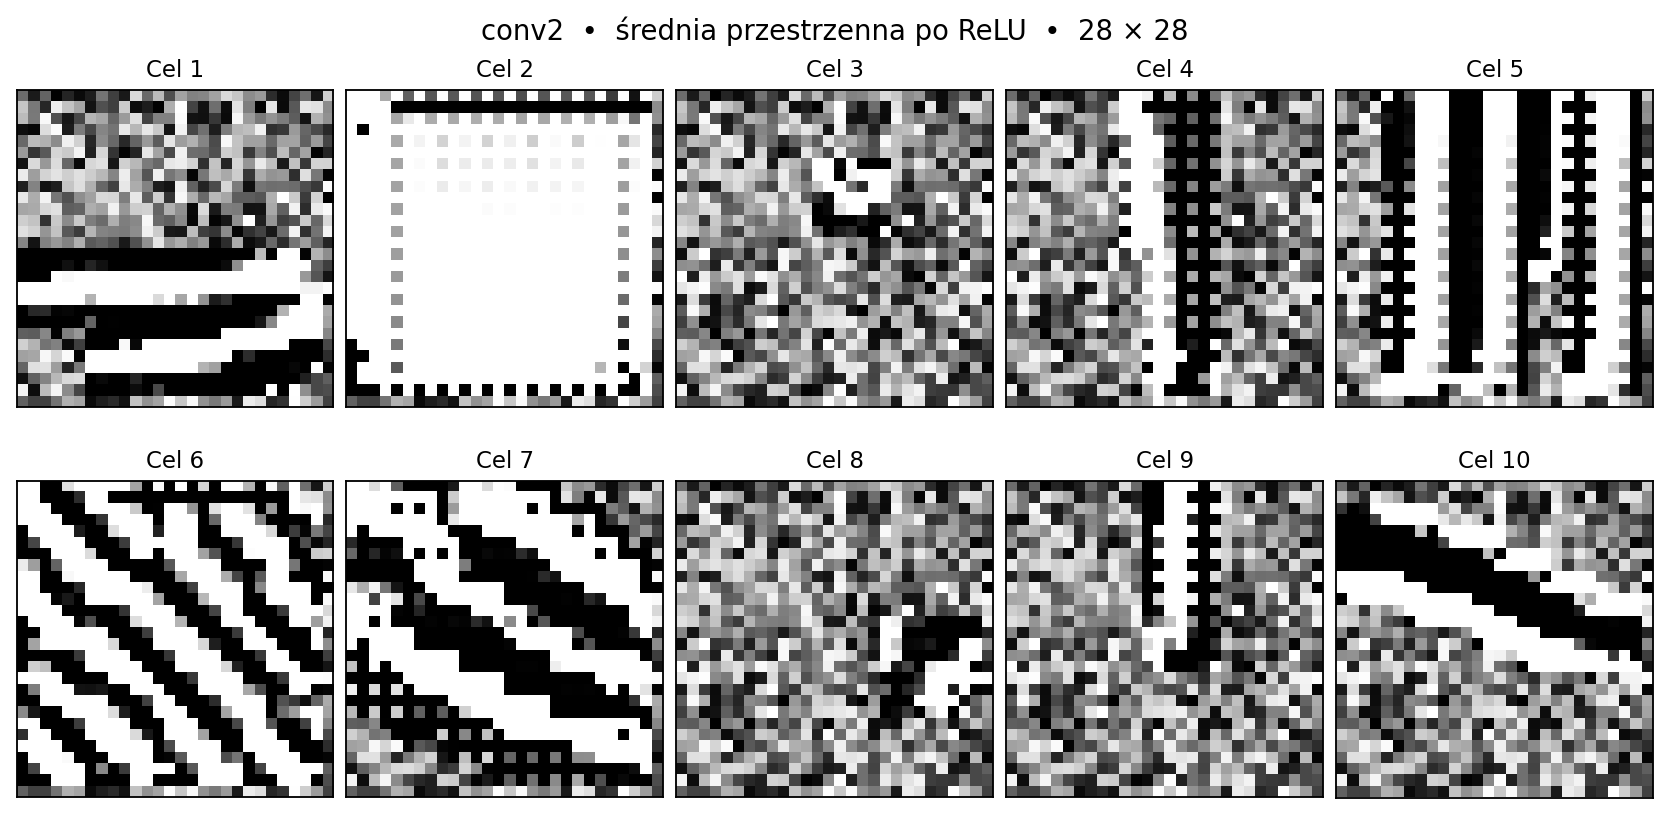 conv2 • średnia przestrzenna po ReLU • 28 × 28
Cel 1 Cel 2 Cel 3 Cel 4 Cel 5
Cel 6 Cel 7 Cel 8 Cel 9 Cel 10